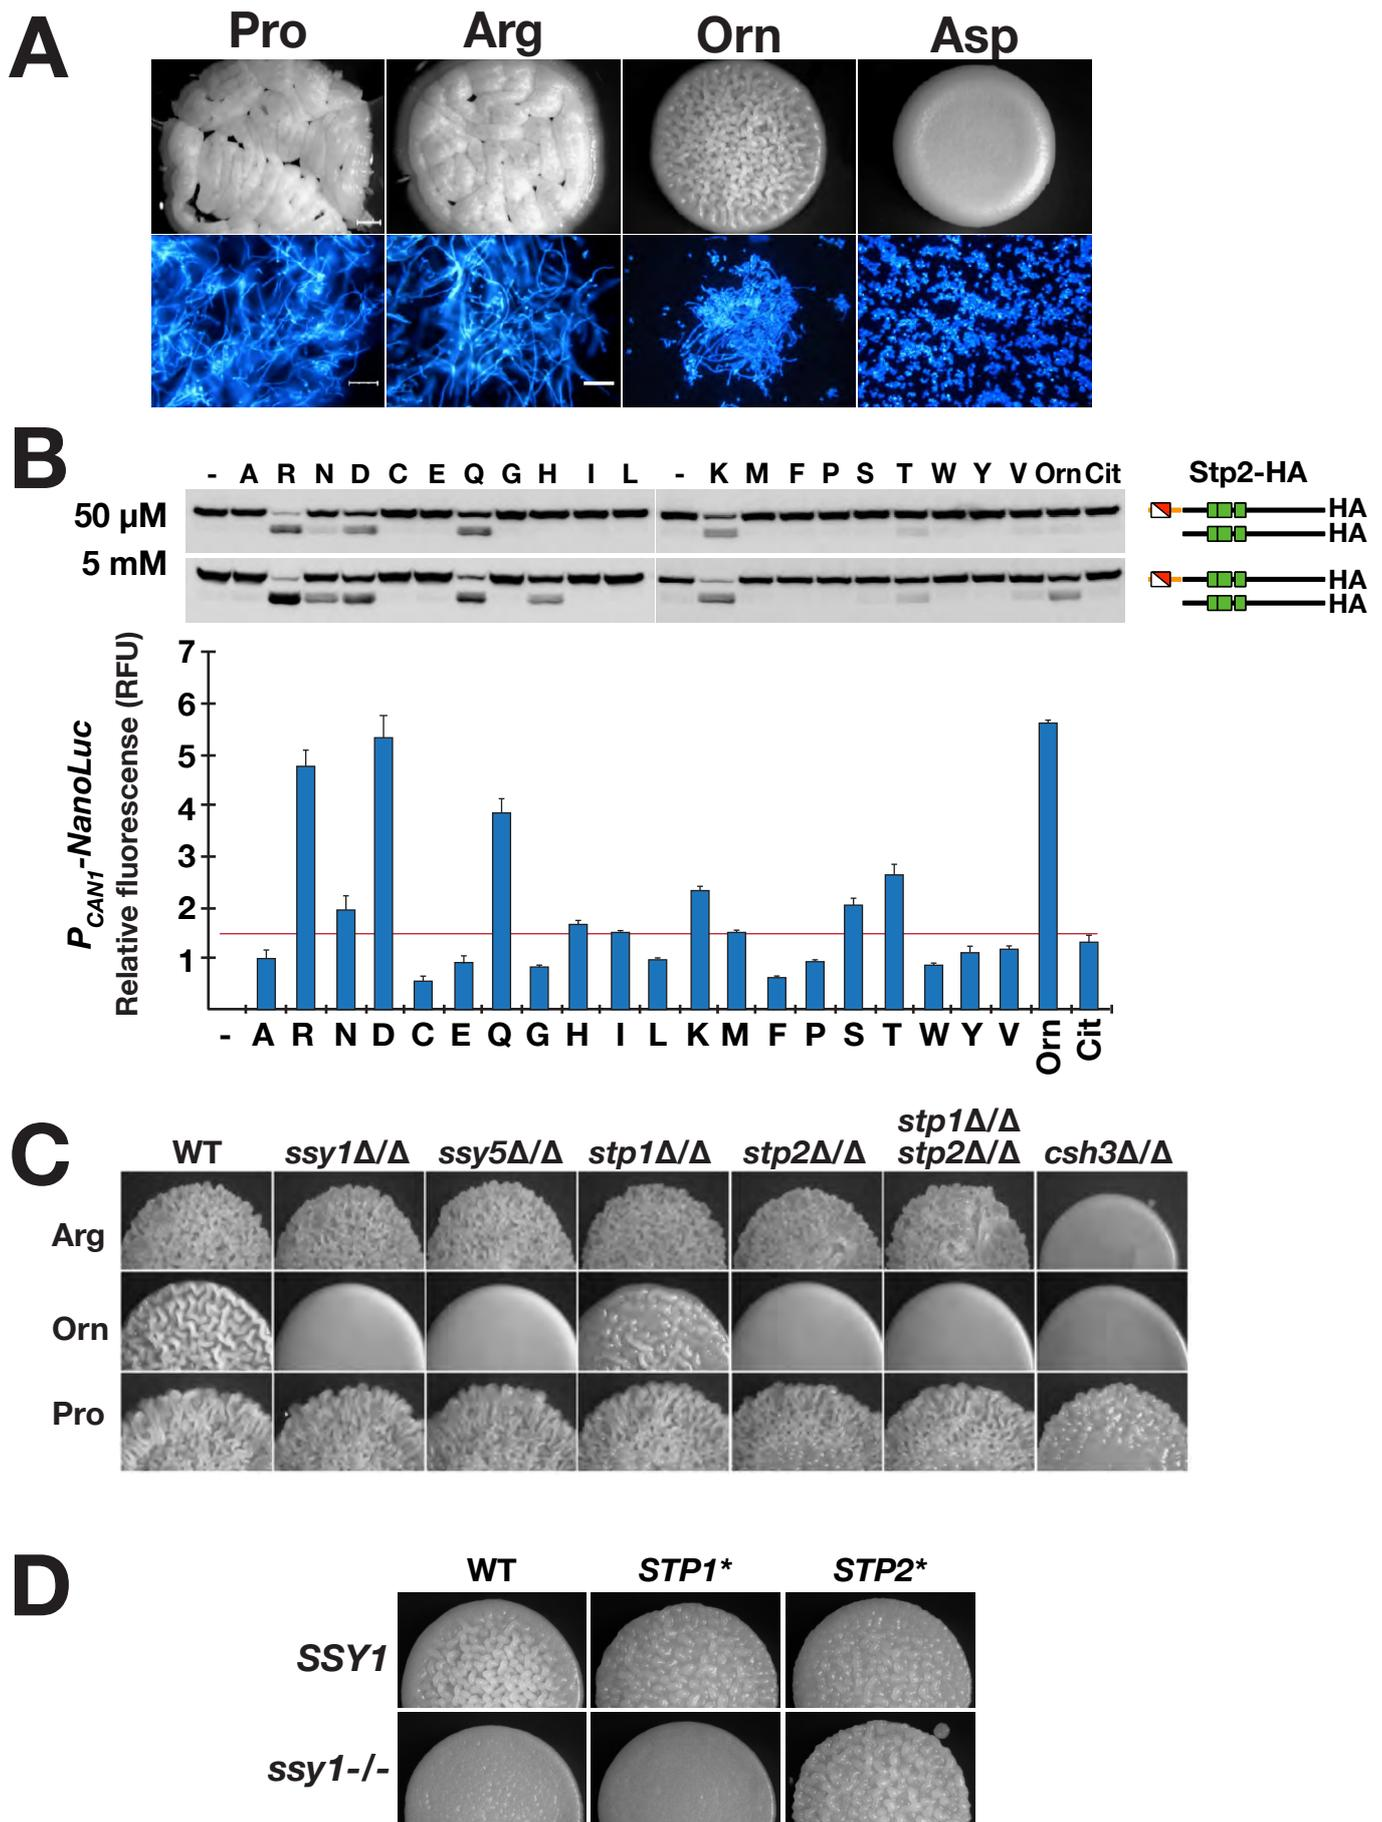 A
Pro Arg Orn Asp
B
- A R N D C E Q G H I L - K M F P S T W Y V Orn Cit Stp2-HA
50 µM
HA
HA
5 mM
HA
HA
P_CAN1-NanoLuc
Relative fluorescense (RFU)
7
6
5
4
3
2
1
- A R N D C E Q G H I L K M F P S T W Y V Orn Cit
C
WT ssy1Δ/Δ ssy5Δ/Δ stp1Δ/Δ stp2Δ/Δ stp1Δ/Δ stp2Δ/Δ csh3Δ/Δ
Arg
Orn
Pro
D
WT STP1* STP2*
SSY1
ssy1-/-